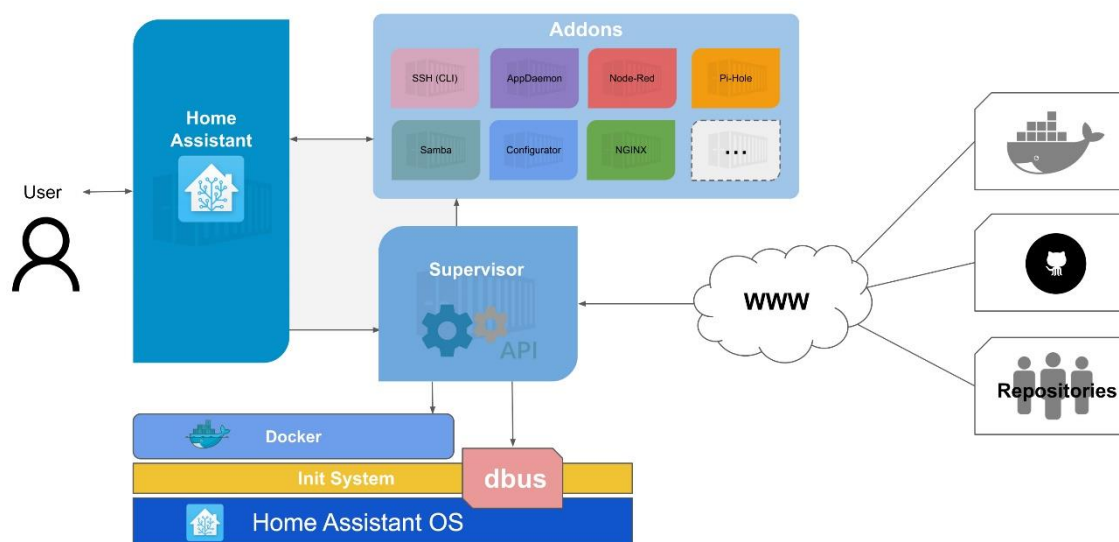 Addons
SSH (CLI)
AppDaemon
Node-Red
Pi-Hole
Samba
Configurator
NGINX
...
Home
Assistant
User
Supervisor
API
WWW
Repositories
Docker
Init System
dbus
Home Assistant OS